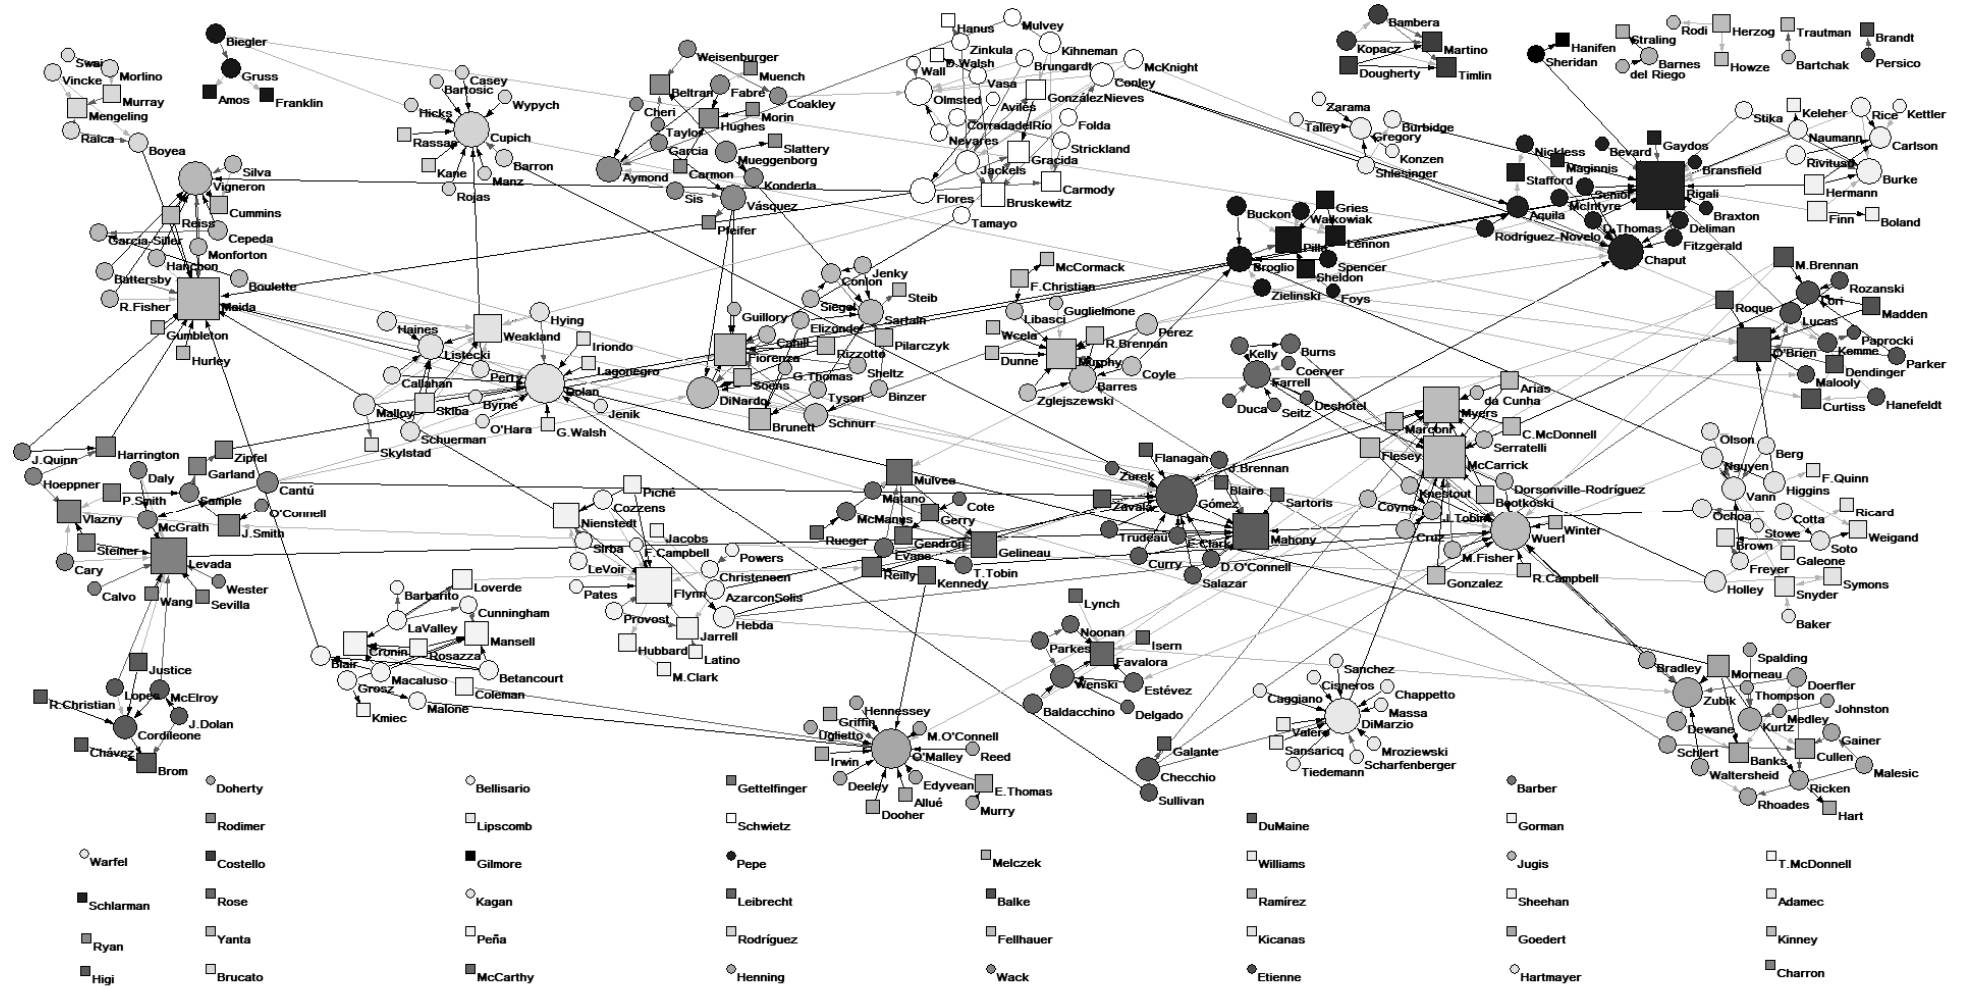 Swai
Vincke
Morlino
Murray
Mengeling
Raica
Boyea
Biegler
Gruss
Amos
Franklin
Casey
Bartosic
Wypych
Hicks
Cupich
Rassas
Kane
Barron
Manz
Rojas
Weisenburger
Beltran
Muench
Fabre
Coakley
Cheri
Morin
Taylor
Hughes
Garcia
Slattery
Mueggenborg
Aymond
Carmon
Konderla
Sis
Vásquez
Pfeifer
Hanus
Mulvey
Zinkula
Kihneman
D.Walsh
Wall
Brungardt
McKnight
Vasa
Conley
Olmsted
Avilés
GonzálezNieves
CorradadelRío
Folda
Nevares
Strickland
Gracida
Jackels
Carmody
Flores
Bruskewitz
Tamayo
Bambera
Kopacz
Martino
Dougherty
Timlin
Hanifen
Sheridan
Straling
Barnes
del Riego
Rodi
Herzog
Howze
Trautman
Bartchak
Brandt
Persico
Zarama
Talley
Burbidge
Gregory
Konzen
Shlesinger
Nickless
Bevard
Gaydos
Maginnis
Bransfield
Stafford
Senior
Rigali
McIntyre
Aquila
Braxton
D.Thomas
Deliman
Rodríguez-Novelo
Fitzgerald
Chaput
Stika
Keleher
Rice
Kettler
Naumann
Carlson
Rivituso
Burke
Hermann
Finn
Boland
Silva
Vigneron
Cummins
Reiss
Garcia-Siller
Cepeda
Monforton
Hanchon
Battersby
Boulette
R.Fisher
Maida
Gumbleton
Hurley
Buckon
Gries
Wakowiak
Pilla
Lennon
Broglio
Spencer
Sheldon
Zielinski
Foys
McCormack
F.Christian
Guglielmone
Libasci
Wcela
R.Brennan
Pérez
Dunne
Murphy
Coyle
Barres
Zglejszewski
Jenky
Conlon
Steib
Siegel
Sartain
Guillory
Elizondo
Cahill
Pilarczyk
Fiorenza
Rizzotto
G.Thomas
Sheltz
Soens
Tyson
Binzer
DiNardo
Schnurr
Brunett
Hying
Haines
Weakland
Iriondo
Listecki
Lagonegro
Perry
Callahan
Dolan
Skiba
Byrne
Jenik
Malloy
O'Hara
G.Walsh
Schuerman
Skylstad
M.Brennan
Rozanski
Roque
Lori
Madden
Lucas
Paprocki
O'Brien
Kemme
Parker
Dendinger
Malooly
Curtiss
Hanefeldt
Kelly
Burns
Coerver
Farrell
Duca
Seitz
Deshotel
Arias
da Cunha
Myers
Marconi
C.McDonnell
Serratelli
Flesey
McCarrick
Knestout
Dorsonville-Rodríguez
Bootkoski
Coyne
J.Tobin
Cruz
Wuerl
Winter
M.Fisher
Gonzalez
R.Campbell
Olson
Berg
Nguyen
F.Quinn
Higgins
Vann
Ochoa
Cotta
Ricard
Stowe
Weigand
Brown
Soto
Galeone
Freyer
Holley
Symons
Snyder
Baker
J.Quinn
Harrington
Zipfel
Daly
Garland
Hoeppner
Cantú
P.Smith
Sample
O'Connell
Vlazny
McGrath
J.Smith
Steiner
Levada
Cary
Wester
Calvo
Wang
Sevilla
Piché
Cozzens
Nienstedt
Jacobs
Sirba
F.Campbell
Powers
LeVoir
Christensen
Pates
Flynn
AzarconSolis
Provost
Hebda
Jarrell
Hubbard
Latino
M.Clark
Mulvee
Matano
Cote
McManus
Gerry
Rueger
Gendron
Gelineau
Evans
Reilly
T.Tobin
Kennedy
Flanagan
J.Brennan
Zurek
Blaire
Gómez
Sartoris
Zavala
Trudeau
E.Clark
Mahony
Curry
D.O'Connell
Salazar
Loverde
Barbarito
Cunningham
LaValley
Mansell
Cronin
Rosazza
Blair
Macaluso
Betancourt
Grosz
Coleman
Malone
Kmiec
Justice
Lopes
McElroy
R.Christian
J.Dolan
Cordileone
Chávez
Brom
Lynch
Noonan
Isern
Parkes
Favalora
Wenski
Estévez
Baldacchino
Delgado
Hennessey
Griffin
Uglietto
M.O'Connell
O'Malley
Reed
Irwin
Deeley
Edyvean
E.Thomas
Allué
Dooher
Murry
Galante
Checchio
Sullivan
Sanchez
Cisneros
Caggiano
Chappetto
Massa
DiMarzio
Valero
Sansaricq
Mroziewski
Scharfenberger
Tiedemann
Bradley
Spalding
Morneau
Doerfler
Zubik
Thompson
Johnston
Kurtz
Medley
Dewane
Gainer
Schlert
Banks
Cullen
Waltersheid
Malesic
Ricken
Rhoades
Hart
Doherty
Bellisario
Gettelfinger
Barber
Rodimer
Lipscomb
Schwietz
DuMaine
Gorman
Warfel
Costello
Gilmore
Pepe
Melczek
Williams
Jugis
T.McDonnell
Schlarman
Rose
Kagan
Leibrecht
Balke
Ramírez
Sheehan
Adamec
Ryan
Yanta
Peña
Rodríguez
Fellhauer
Kicanas
Goedert
Kinney
Higi
Brucato
McCarthy
Henning
Wack
Etienne
Hartmayer
Charron